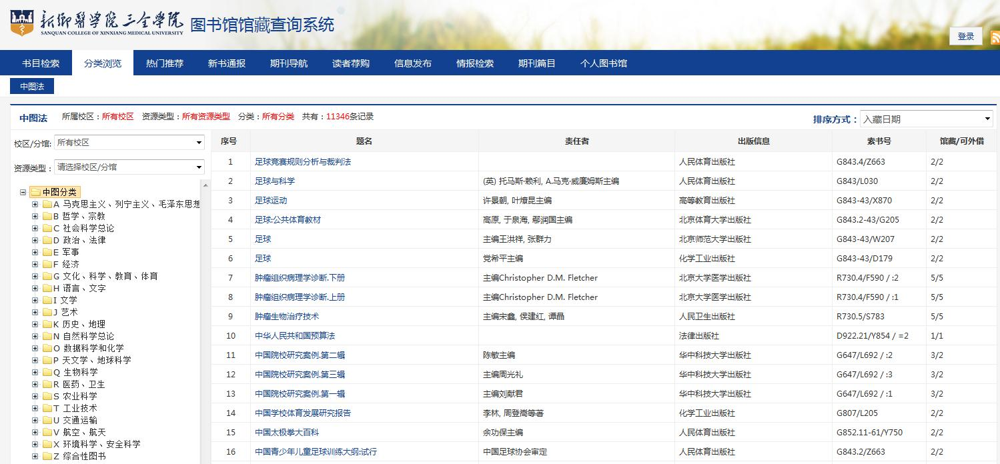 新鄉醫學院三全學院
SANQUAN COLLEGE OF XINXIANG MEDICAL UNIVERSITY
图书馆馆藏查询系统
登录
书目检索 分类浏览 热门推荐 新书通报 期刊导航 读者荐购 信息发布 情报检索 期刊篇目 个人图书馆
中图法
中图法 所属校区：所有校区 资源类型：所有资源类型 分类：所有分类 共有：11346条记录
排序方式： 入藏日期
校区/分馆: 所有校区
资源类型： 请选择校区/分馆
中图分类
A 马克思主义、列宁主义、毛泽东思想
B 哲学、宗教
C 社会科学总论
D 政治、法律
E 军事
F 经济
G 文化、科学、教育、体育
H 语言、文字
I 文学
J 艺术
K 历史、地理
N 自然科学总论
O 数据科学和化学
P 天文学、地球科学
Q 生物科学
R 医药、卫生
S 农业科学
T 工业技术
U 交通运输
V 航空、航天
X 环境科学、安全科学
Z 综合性图书
序号 题名 责任者 出版信息 索书号 馆藏/可外借
1 足球竞赛规则分析与裁判法 人民体育出版社 G843.4/Z663 2/2
2 足球与科学 (英) 托马斯·赖利, A.马克·威廉姆斯主编 人民体育出版社 G843/L030 2/2
3 足球运动 许景朝, 叶燎昆主编 高等教育出版社 G843-43/X870 2/2
4 足球:公共体育教材 高原, 于泉海, 鄢润国主编 北京体育大学出版社 G843.2-43/G205 2/2
5 足球 主编王洪祥, 张群力 北京师范大学出版社 G843-43/W207 2/2
6 足球 党希平主编 化学工业出版社 G843-43/D179 2/2
7 肿瘤组织病理学诊断.下册 主编Christopher D.M. Fletcher 北京大学医学出版社 R730.4/F590 / :2 5/5
8 肿瘤组织病理学诊断.上册 主编Christopher D.M. Fletcher 北京大学医学出版社 R730.4/F590 / :1 5/5
9 肿瘤生物治疗技术 主编宋鑫, 侯建红, 谭晶 人民卫生出版社 R730.5/S783 5/5
10 中华人民共和国预算法 法律出版社 D922.21/Y854 / =2 1/1
11 中国院校研究案例.第二辑 陈敏主编 华中科技大学出版社 G647/L692 / :2 3/2
12 中国院校研究案例.第三辑 主编周光礼 华中科技大学出版社 G647/L692 / :3 3/2
13 中国院校研究案例.第一辑 主编刘献君 华中科技大学出版社 G647/L692 / :1 3/2
14 中国学校体育发展研究报告 李林, 周登嵩等著 化学工业出版社 G807/L205 2/2
15 中国太极拳大百科 余功保主编 人民体育出版社 G852.11-61/Y750 2/2
16 中国青少年儿童足球训练大纲:试行 中国足球协会审定 人民体育出版社 G843.2/Z663 2/2